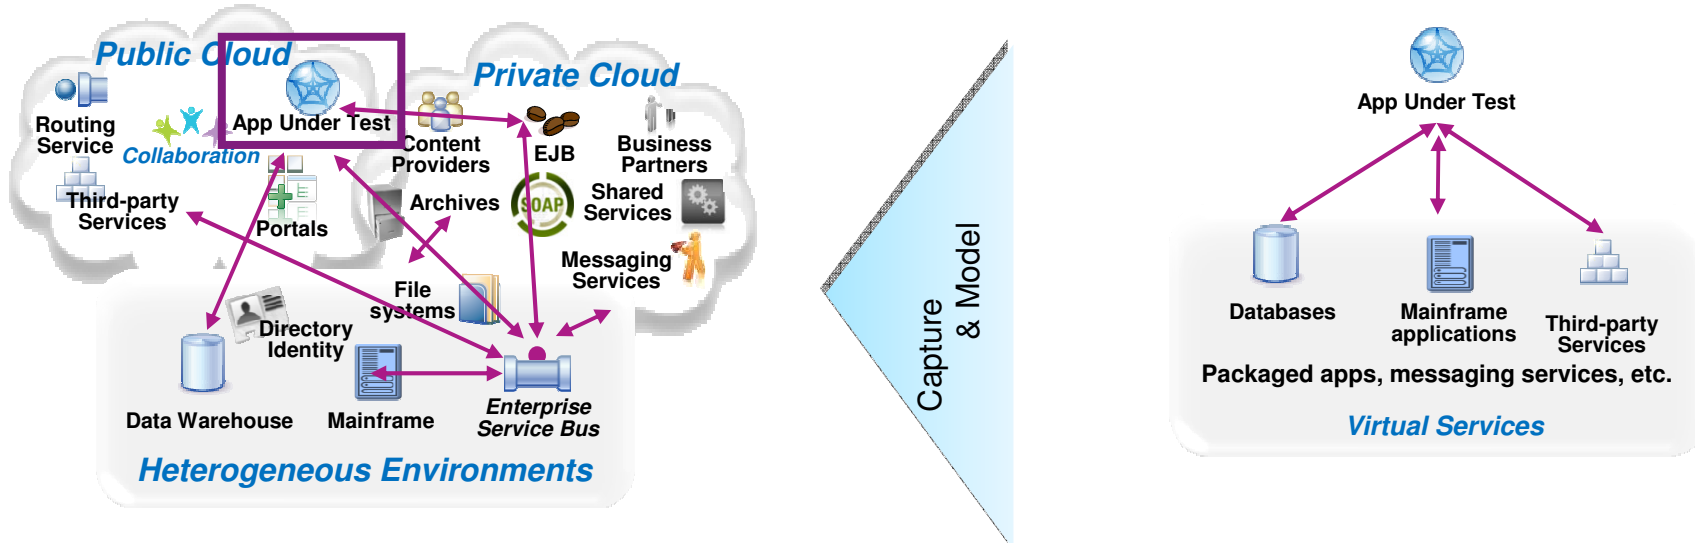 Public Cloud
Private Cloud
Routing
Service
Collaboration
App Under Test
Content
Providers
EJB
Business
Partners
Third-party
Services
Portals
Archives
SOAP
Shared
Services
Messaging
Services
File
systems
Directory
Identity
Data Warehouse
Mainframe
Enterprise
Service Bus
Heterogeneous Environments
Capture
& Model
App Under Test
Databases
Mainframe
applications
Third-party
Services
Packaged apps, messaging services, etc.
Virtual Services